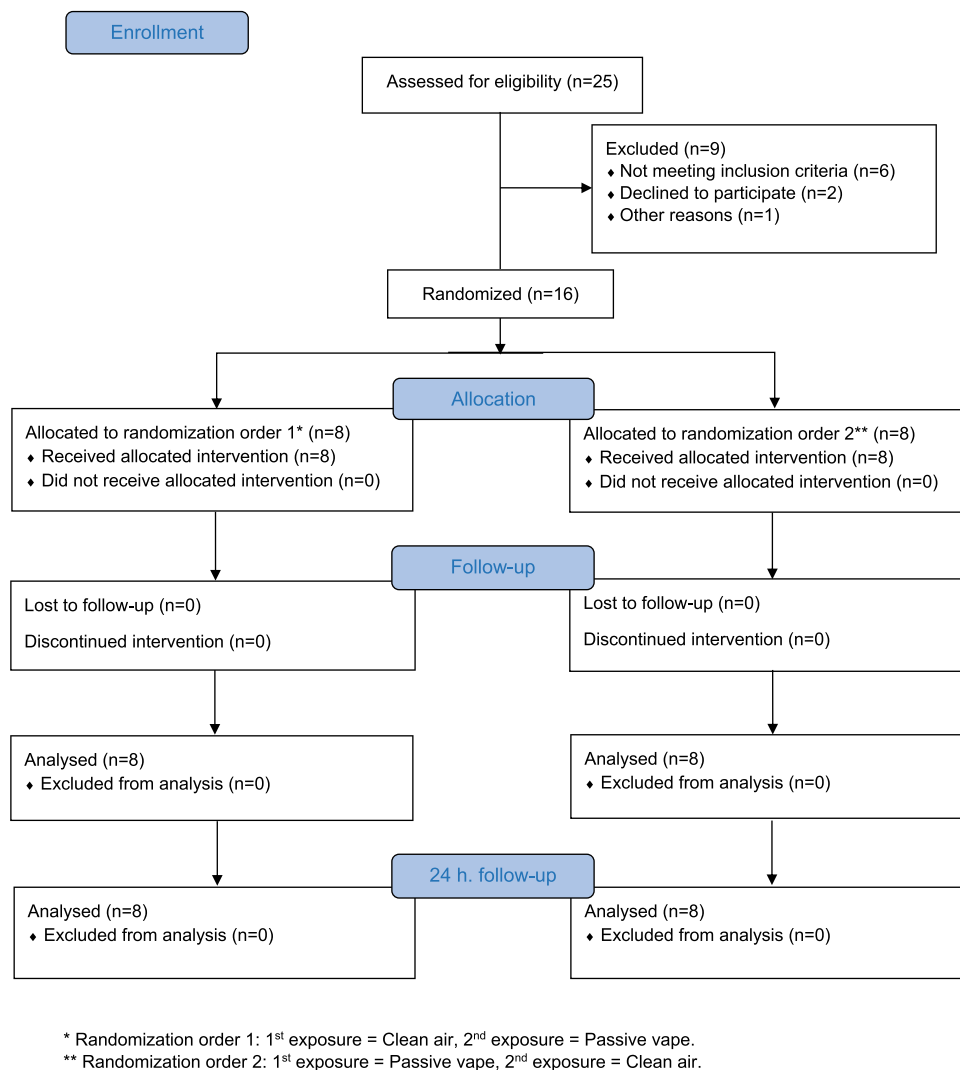 Enrollment
Assessed for eligibility (n=25)
Excluded (n=9)
♦ Not meeting inclusion criteria (n=6)
♦ Declined to participate (n=2)
♦ Other reasons (n=1)
Randomized (n=16)
Allocation
Allocated to randomization order 1* (n=8)
♦ Received allocated intervention (n=8)
♦ Did not receive allocated intervention (n=0)
Allocated to randomization order 2** (n=8)
♦ Received allocated intervention (n=8)
♦ Did not receive allocated intervention (n=0)
Follow-up
Lost to follow-up (n=0)
Discontinued intervention (n=0)
Lost to follow-up (n=0)
Discontinued intervention (n=0)
Analysed (n=8)
♦ Excluded from analysis (n=0)
Analysed (n=8)
♦ Excluded from analysis (n=0)
24 h. follow-up
Analysed (n=8)
♦ Excluded from analysis (n=0)
Analysed (n=8)
♦ Excluded from analysis (n=0)
* Randomization order 1: 1st exposure = Clean air, 2nd exposure = Passive vape.
** Randomization order 2: 1st exposure = Passive vape, 2nd exposure = Clean air.